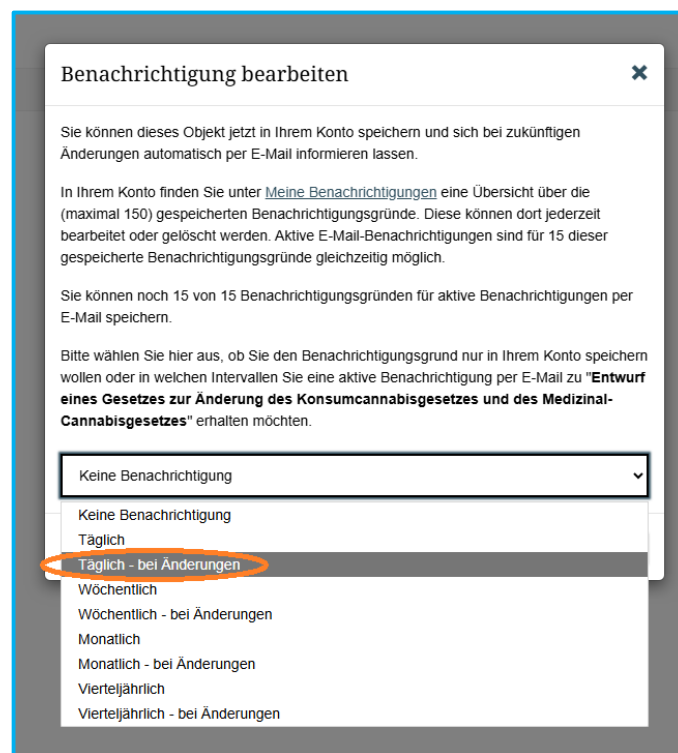 Benachrichtigung bearbeiten
Sie können dieses Objekt jetzt in Ihrem Konto speichern und sich bei zukünftigen
Änderungen automatisch per E-Mail informieren lassen.
In Ihrem Konto finden Sie unter Meine Benachrichtigungen eine Übersicht über die
(maximal 150) gespeicherten Benachrichtigungsgründe. Diese können dort jederzeit
bearbeitet oder gelöscht werden. Aktive E-Mail-Benachrichtigungen sind für 15 dieser
gespeicherte Benachrichtigungsgründe gleichzeitig möglich.
Sie können noch 15 von 15 Benachrichtigungsgründen für aktive Benachrichtigungen per
E-Mail speichern.
Bitte wählen Sie hier aus, ob Sie den Benachrichtigungsgrund nur in Ihrem Konto speichern
wollen oder in welchen Intervallen Sie eine aktive Benachrichtigung per E-Mail zu "Entwurf
eines Gesetzes zur Änderung des Konsumcannabisgesetzes und des Medizinal-
Cannabisgesetzes" erhalten möchten.
Keine Benachrichtigung
Keine Benachrichtigung
Täglich
Täglich - bei Änderungen
Wöchentlich
Wöchentlich - bei Änderungen
Monatlich
Monatlich - bei Änderungen
Vierteljährlich
Vierteljährlich - bei Änderungen